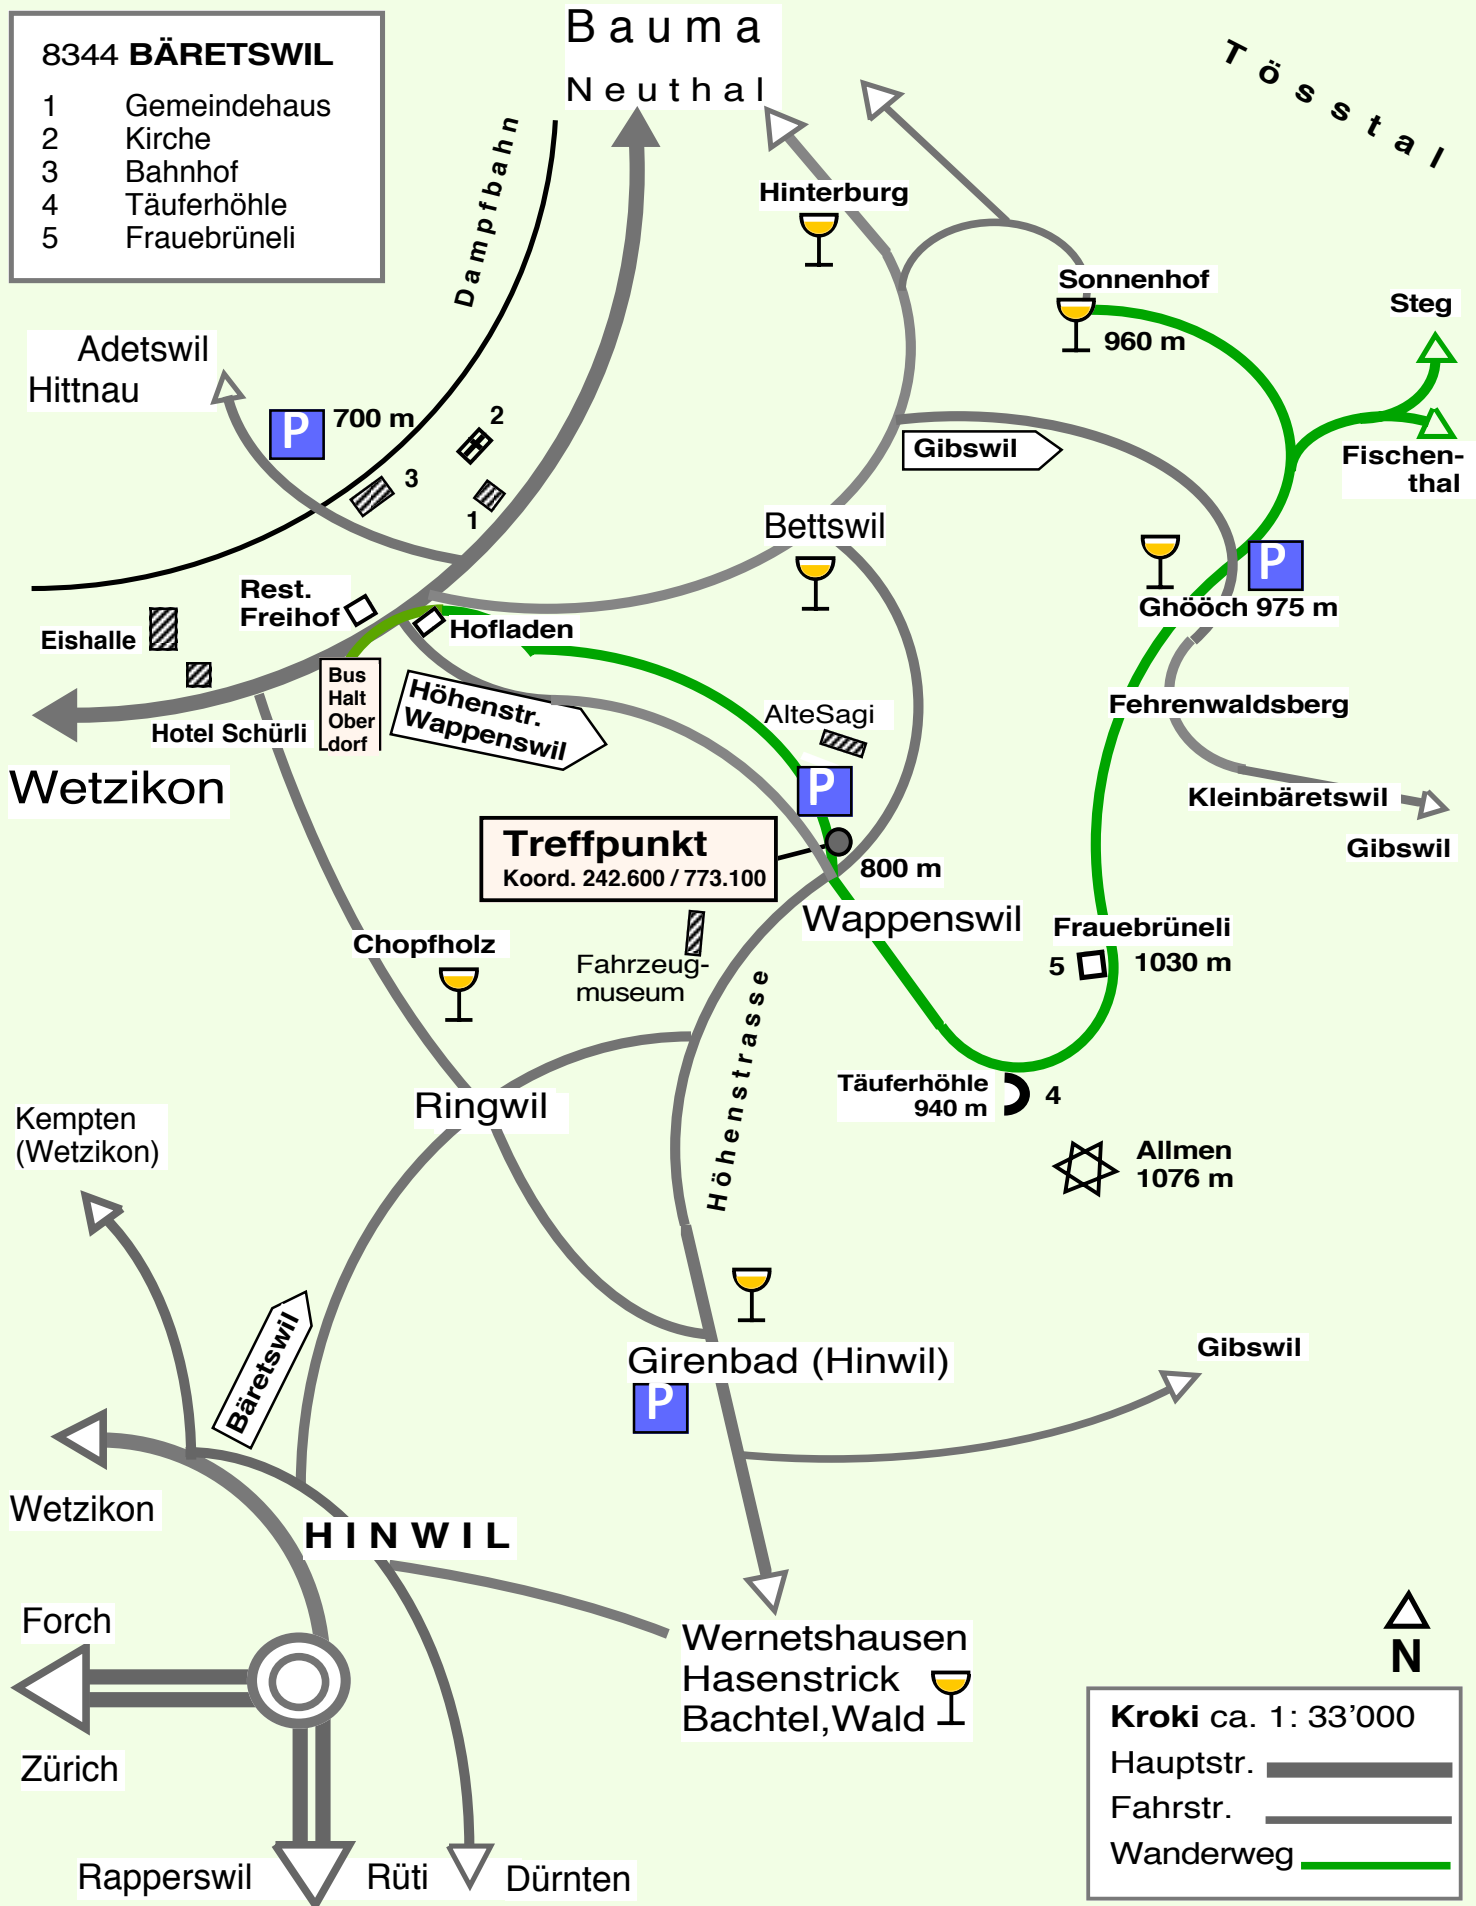 8344 BÄRETSWIL
1 Gemeindehaus
2 Kirche
3 Bahnhof
4 Täuferhöhle
5 Frauebrüneli
Bauma
Neuthal
Tösstal
Dampfbahn
Hinterburg
Sonnenhof
960 m
Steg
Fischen-
thal
Adetswil
Hittnau
P
700 m
2
3
1
Gibswil
Bettswil
P
Ghööch 975 m
Rest.
Freihof
Eishalle
Hofladen
Hotel Schürli
Bus
Halt
Ober
dorf
Höhenstr.
Wappenswil
AlteSagi
P
Fehrenwaldsberg
Kleinbäretswil
Gibswil
Wetzikon
Treffpunkt
Koord. 242.600 / 773.100
800 m
Wappenswil
Frauebrüneli
5
1030 m
Chopfholz
Fahrzeug-
museum
Höhenstrasse
Täuferhöhle
940 m
4
Allmen
1076 m
Ringwil
Kempten
(Wetzikon)
Bäretswil
Girenbad (Hinwil)
P
Gibswil
Wetzikon
HINWIL
Forch
Zürich
Wernetshausen
Hasenstrick
Bachtel,Wald
Rapperswil
Rüti
Dürnten
N
Kroki ca. 1: 33’000
Hauptstr.
Fahrstr.
Wanderweg